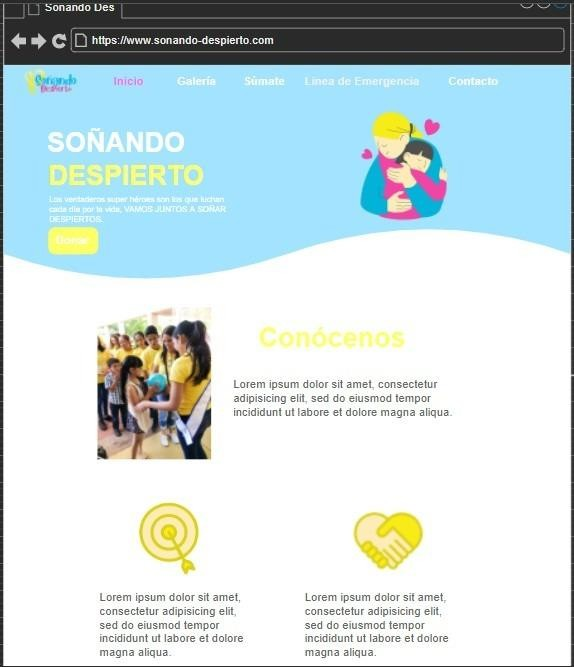 Sonando Des
https://www.sonando-despierto.com
Soñando
Despierto
Inicio Galería Súmate Línea de Emergencia Contacto
SOÑANDO
DESPIERTO
Los verdaderos super héroes son los que luchan
cada día por la vida, VAMOS JUNTOS A SOÑAR
DESPIERTOS.
Donar
Conócenos
Lorem ipsum dolor sit amet, consectetur
adipisicing elit, sed do eiusmod tempor
incididunt ut labore et dolore magna aliqua.
Lorem ipsum dolor sit amet,
consectetur adipisicing elit,
sed do eiusmod tempor
incididunt ut labore et dolore
magna aliqua.
Lorem ipsum dolor sit amet,
consectetur adipisicing elit,
sed do eiusmod tempor
incididunt ut labore et dolore
magna aliqua.